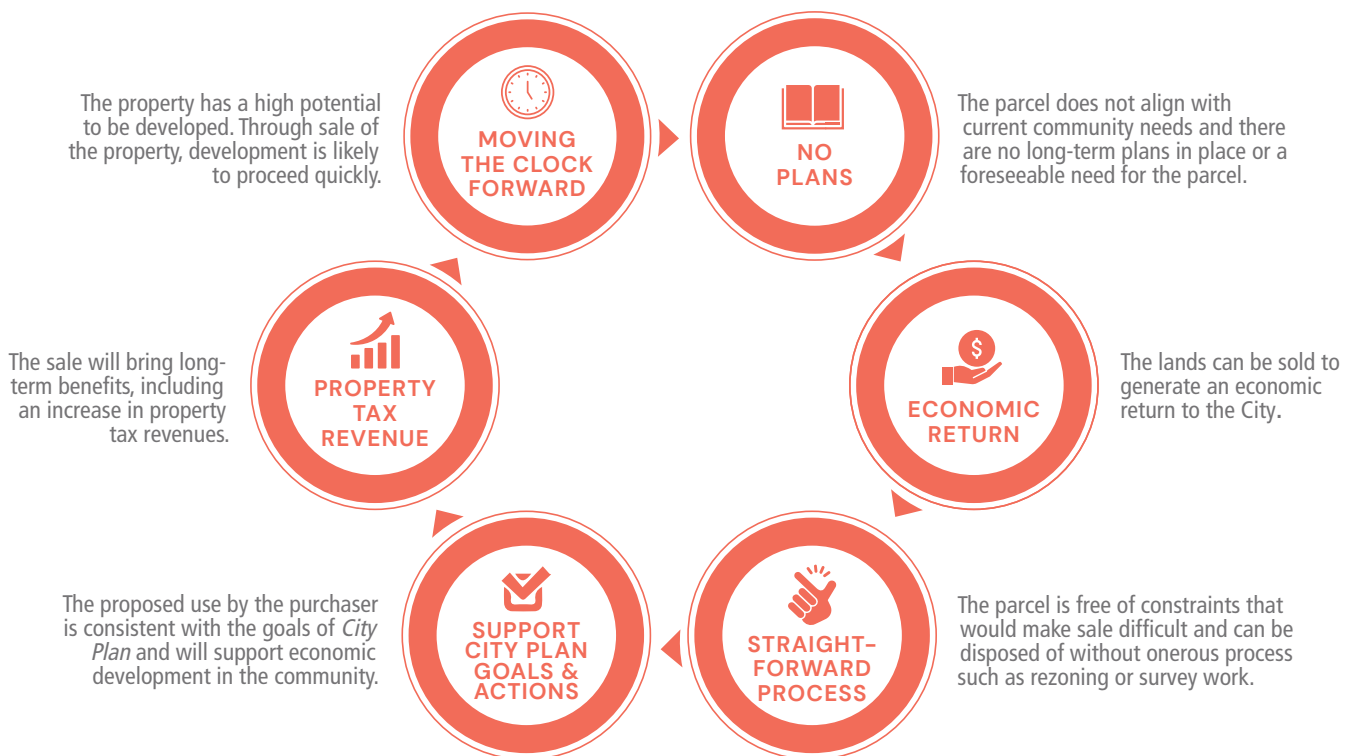 The property has a high potential
to be developed. Through sale of
the property, development is likely
to proceed quickly.
MOVING
THE CLOCK
FORWARD
NO
PLANS
The parcel does not align with
current community needs and there
are no long-term plans in place or a
foreseeable need for the parcel.
The sale will bring long-
term benefits, including
an increase in property
tax revenues.
PROPERTY
TAX
REVENUE
$
ECONOMIC
RETURN
The lands can be sold to
generate an economic
return to the City.
The proposed use by the purchaser
is consistent with the goals of City
Plan and will support economic
development in the community.
SUPPORT
CITY PLAN
GOALS &
ACTIONS
STRAIGHT-
FORWARD
PROCESS
The parcel is free of constraints that
would make sale difficult and can be
disposed of without onerous process
such as rezoning or survey work.